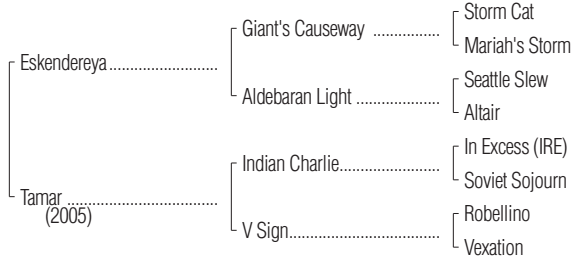 Storm Cat
Giant's Causeway ..................
Mariah's Storm
Eskendereya.............................
Seattle Slew
Aldebaran Light ......................
Altair
In Excess (IRE)
Indian Charlie..........................
Soviet Sojourn
Tamar ........................................
(2005)
Robellino
V Sign........................................
Vexation